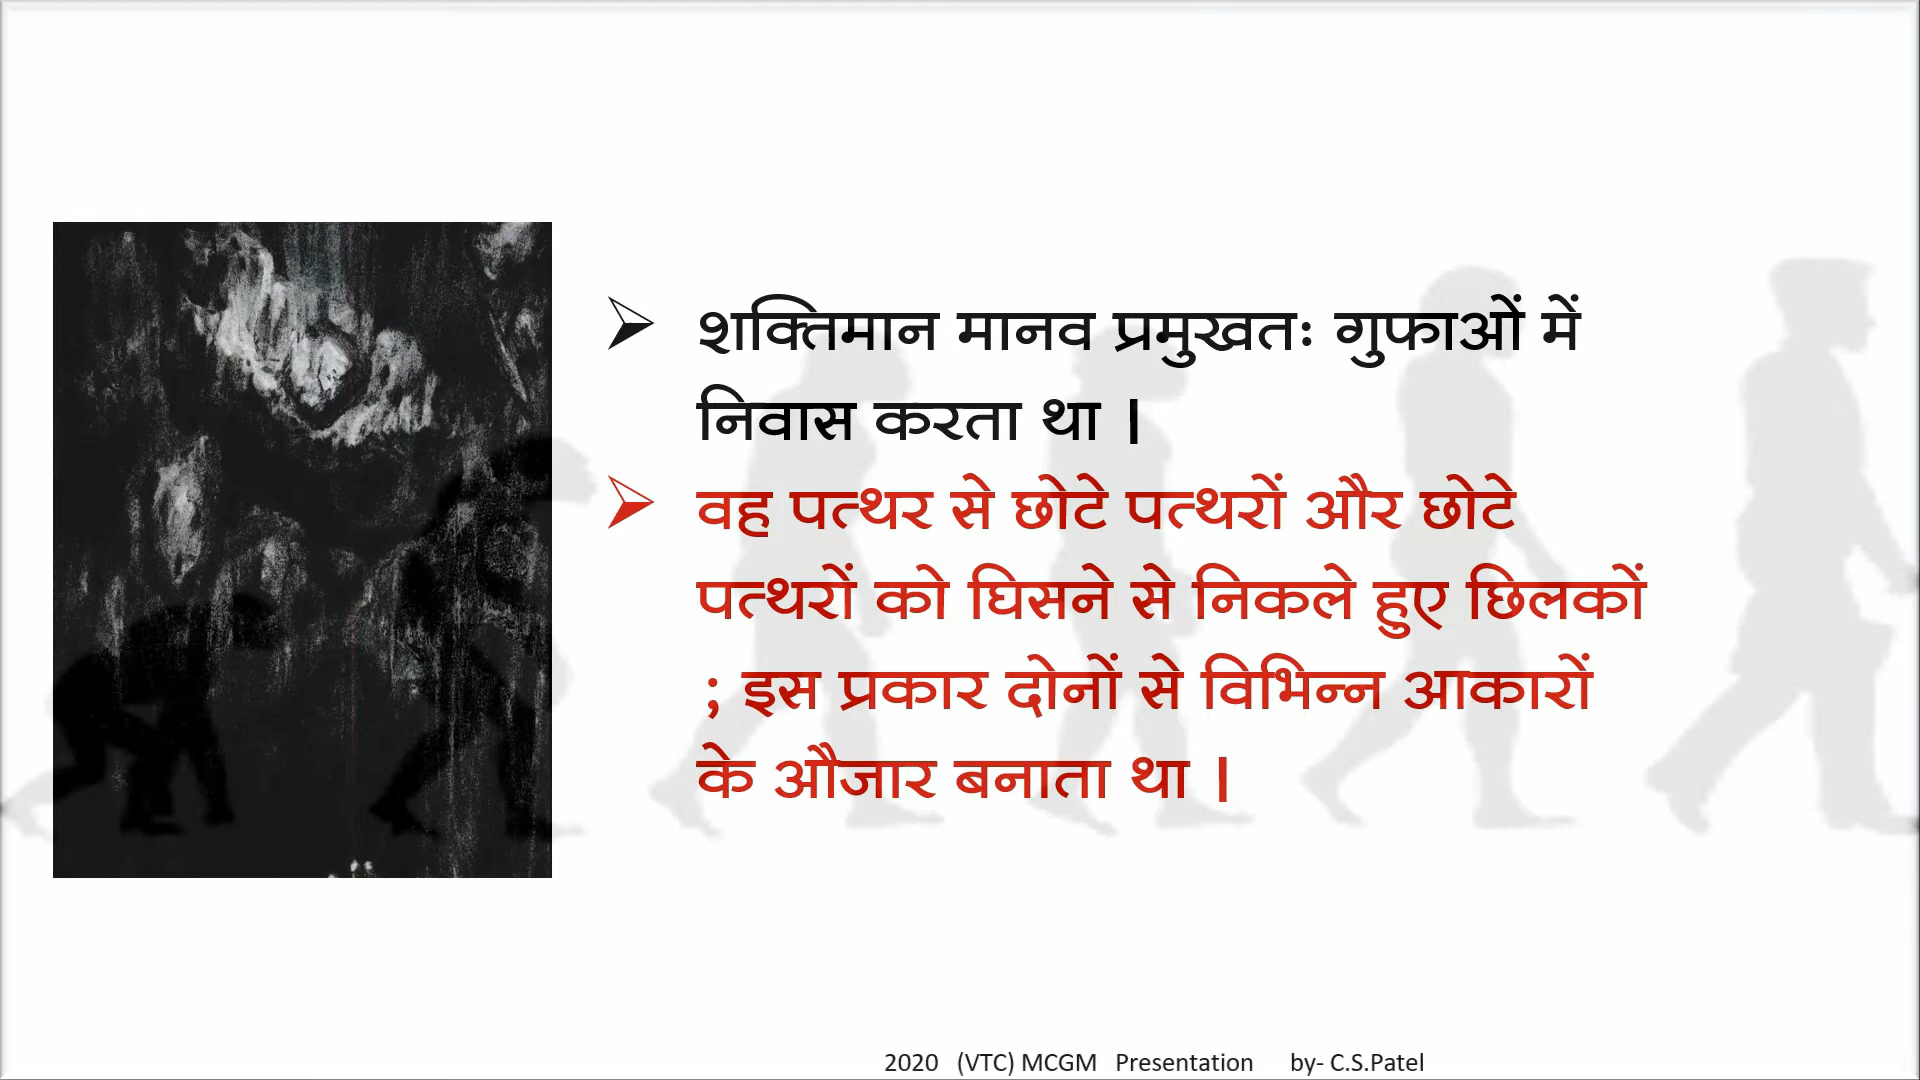 ➢ शक्तिमान मानव प्रमुखतः गुफाओं में
निवास करता था |
➢ वह पत्थर से छोटे पत्थरों और छोटे
पत्थरों को घिसने से निकले हुए छिलकों
; इस प्रकार दोनों से विभिन्न आकारों
के औजार बनाता था |
2020 (VTC) MCGM Presentation by- C.S.Patel